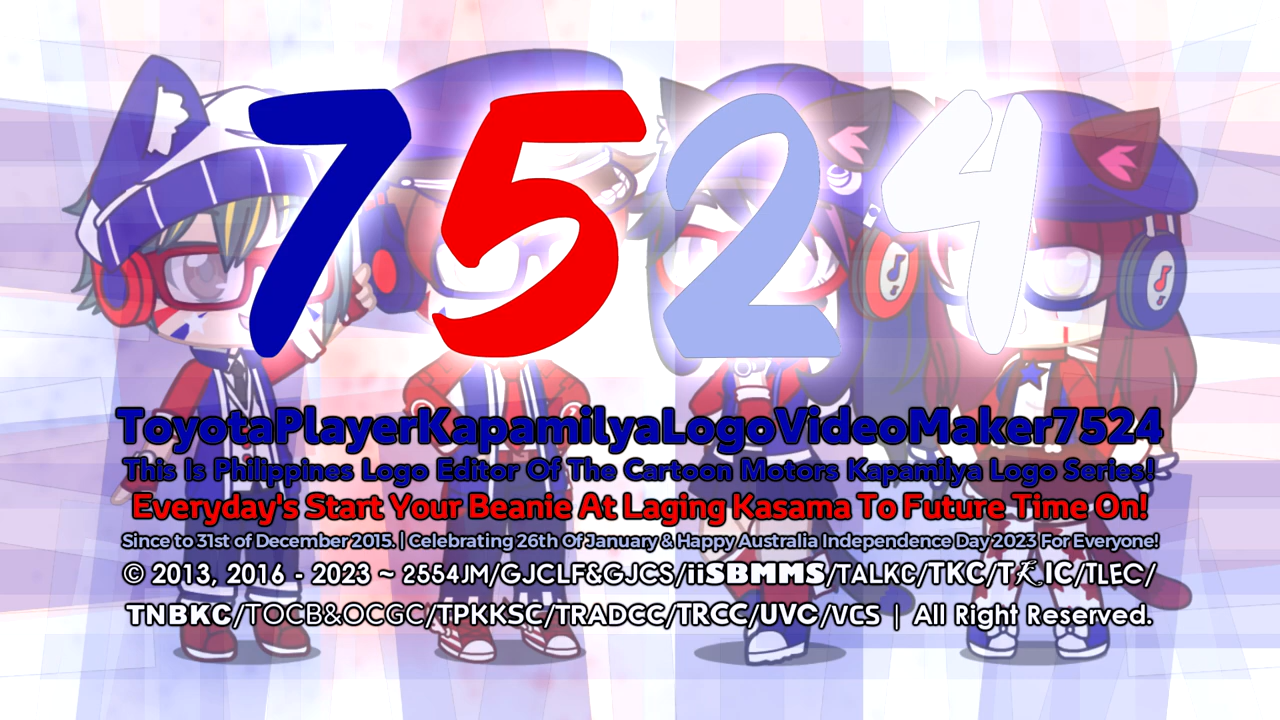 7524
ToyotaPlayerKapamilyaLogoVideoMaker7524
This Is Philippines Logo Editor Of The Cartoon Motors Kapamilya Logo Series!
Everyday's Start Your Beanie At Laging Kasama To Future Time On!
Since to 31st of December 2015. | Celebrating 26th Of January & Happy Australia Independence Day 2023 For Everyone!
© 2013, 2016 - 2023 ~ 2554JM/GJCLF&GJCS/iiSBMMS/TALKC/TKC/TRIC/TLEC/
TNBKC/TOCB&OCGC/TPKKSC/TRADCC/TRCC/UVC/VCS | All Right Reserved.